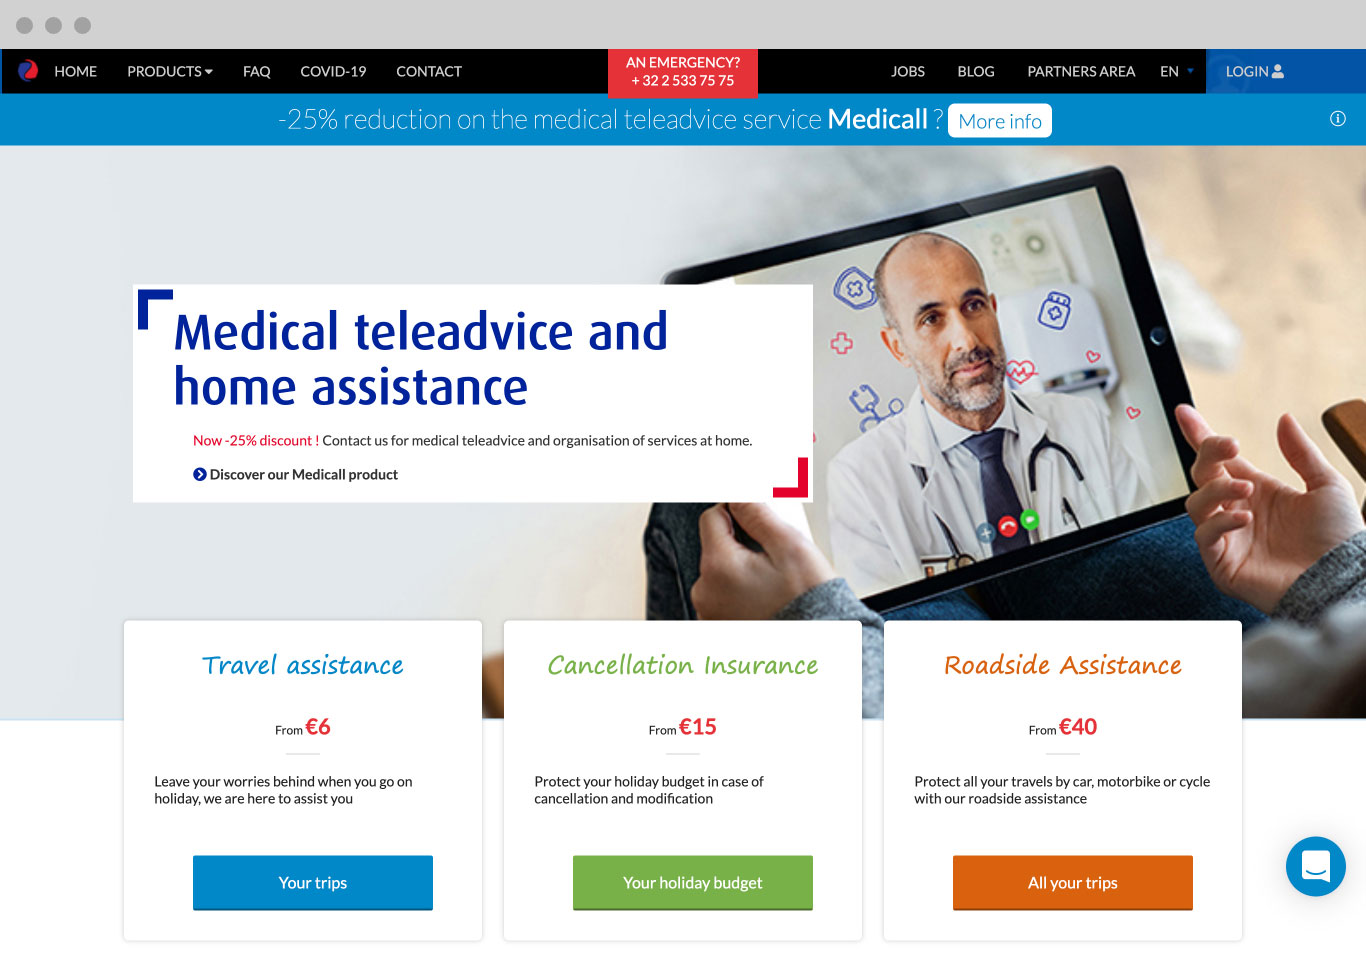 HOME PRODUCTS FAQ COVID-19 CONTACT
AN EMERGENCY?
+ 32 2 533 75 75
JOBS BLOG PARTNERS AREA EN LOGIN
-25% reduction on the medical teleadvice service Medicall ? More info
Medical teleadvice and
home assistance
Now -25% discount ! Contact us for medical teleadvice and organisation of services at home.
Discover our Medicall product
Travel assistance
From €6
Leave your worries behind when you go on
holiday, we are here to assist you
Your trips
Cancellation Insurance
From €15
Protect your holiday budget in case of
cancellation and modification
Your holiday budget
Roadside Assistance
From €40
Protect all your travels by car, motorbike or cycle
with our roadside assistance
All your trips